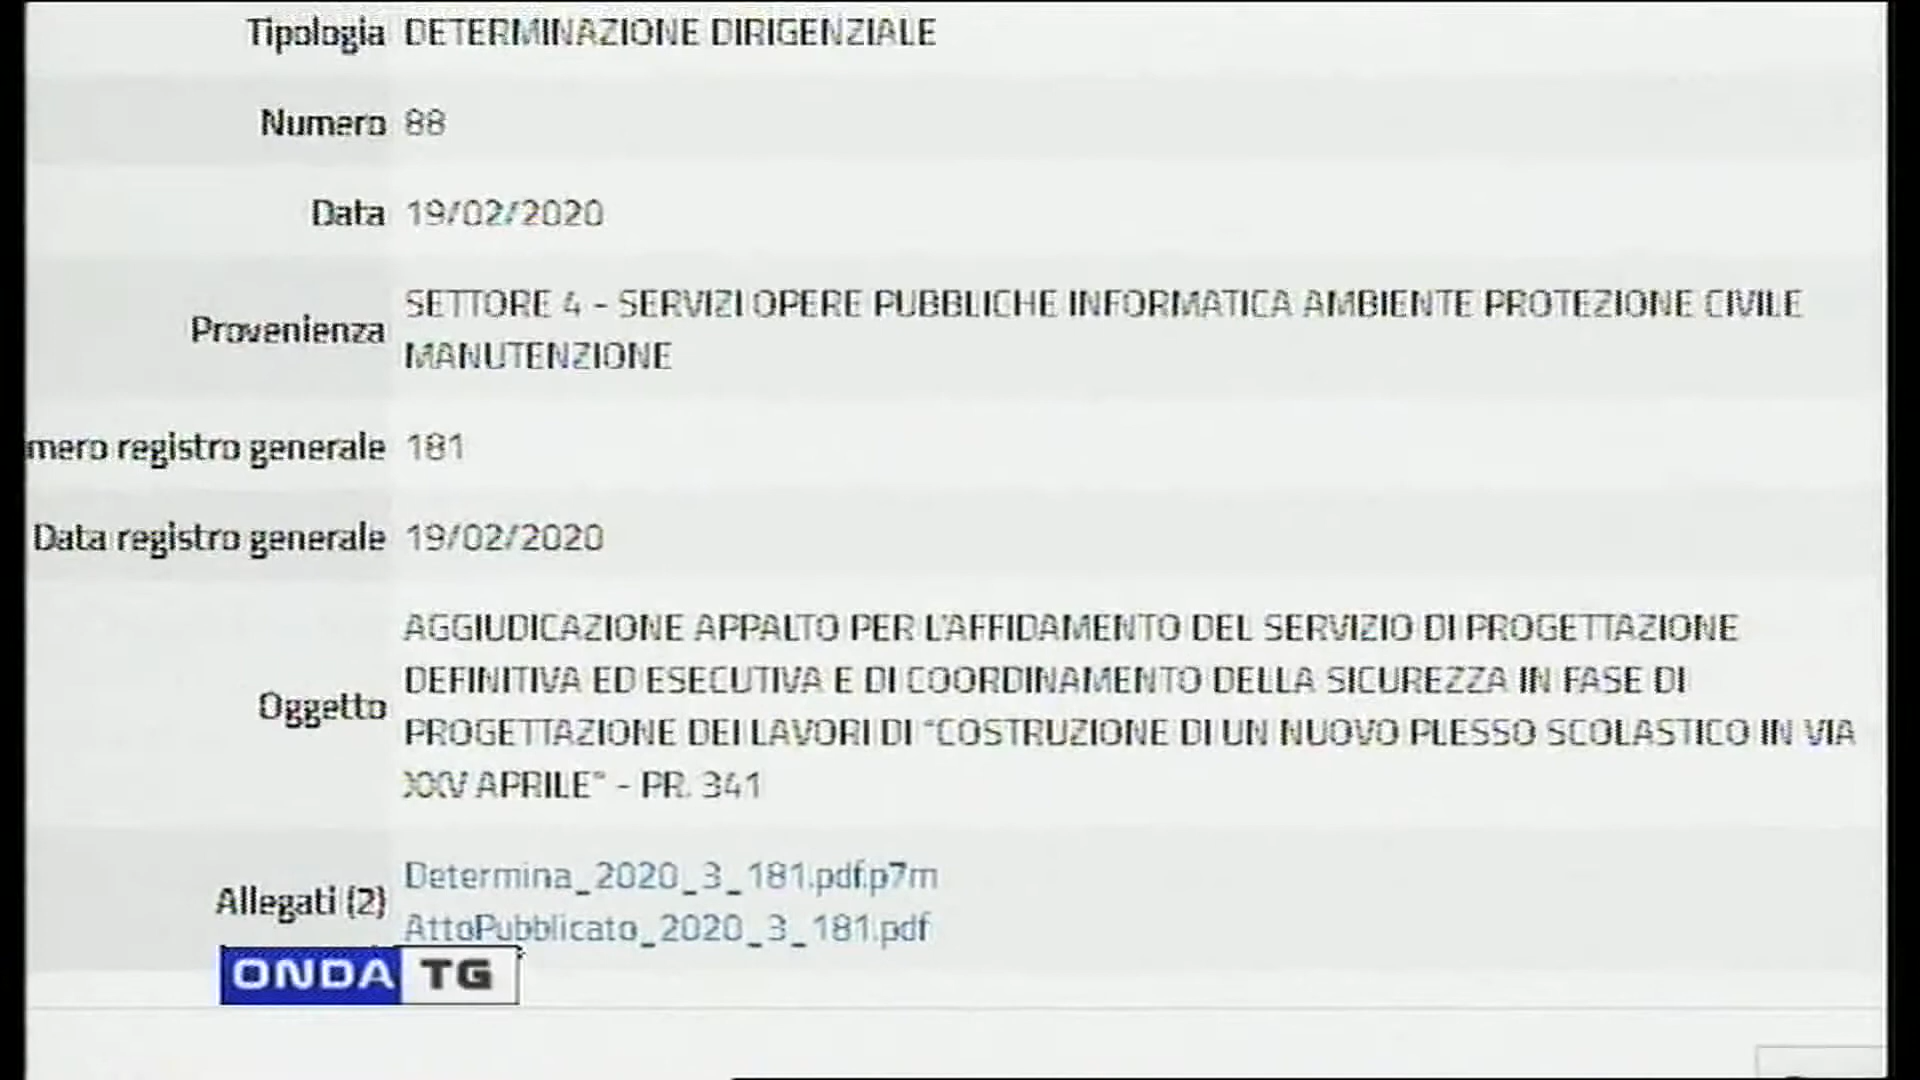 Tipologia DETERMINAZIONE DIRIGENZIALE
Numero 88
Data 19/02/2020
Provenienza SETTORE 4 - SERVIZI OPERE PUBBLICHE INFORMATICA AMBIENTE PROTEZIONE CIVILE
MANUTENZIONE
mero registro generale 181
Data registro generale 19/02/2020
Oggetto AGGIUDICAZIONE APPALTO PER L'AFFIDAMENTO DEL SERVIZIO DI PROGETTAZIONE
DEFINITIVA ED ESECUTIVA E DI COORDINAMENTO DELLA SICUREZZA IN FASE DI
PROGETTAZIONE DEI LAVORI DI "COSTRUZIONE DI UN NUOVO PLESSO SCOLASTICO IN VIA
XXV APRILE" - PR. 341
Allegati (2) Determina_2020_3_181.pdf.p7m
AttoPubblicato_2020_3_181.pdf
ONDA TG